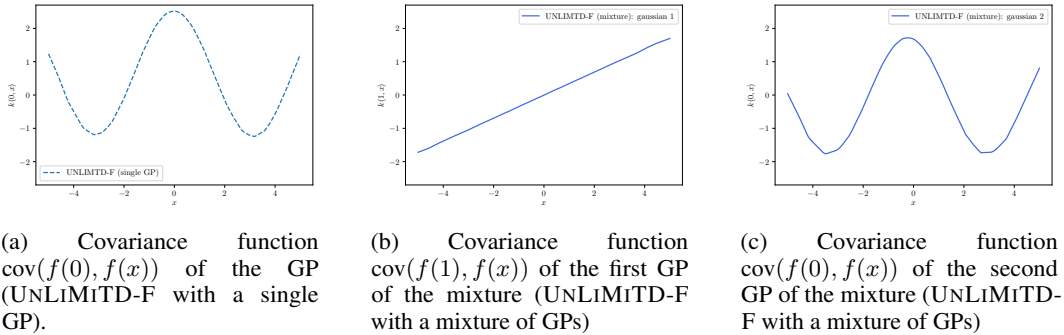 2
1
0
−1
−2
k(0, x)
UNLIMTD-F (single GP)
−4
−2
0
2
4
x
2
1
0
−1
−2
k(1, x)
UNLIMTD-F (mixture): gaussian 1
−4
−2
0
2
4
x
2
1
0
−1
−2
k(0, x)
UNLIMTD-F (mixture): gaussian 2
−4
−2
0
2
4
x
(a) Covariance function
cov(f(0), f(x)) of the GP
(UNLIMITD-F with a single
GP).
(b) Covariance function
cov(f(1), f(x)) of the first GP
of the mixture (UNLIMITD-F
with a mixture of GPs)
(c) Covariance function
cov(f(0), f(x)) of the second
GP of the mixture (UNLIMITD-
F with a mixture of GPs)